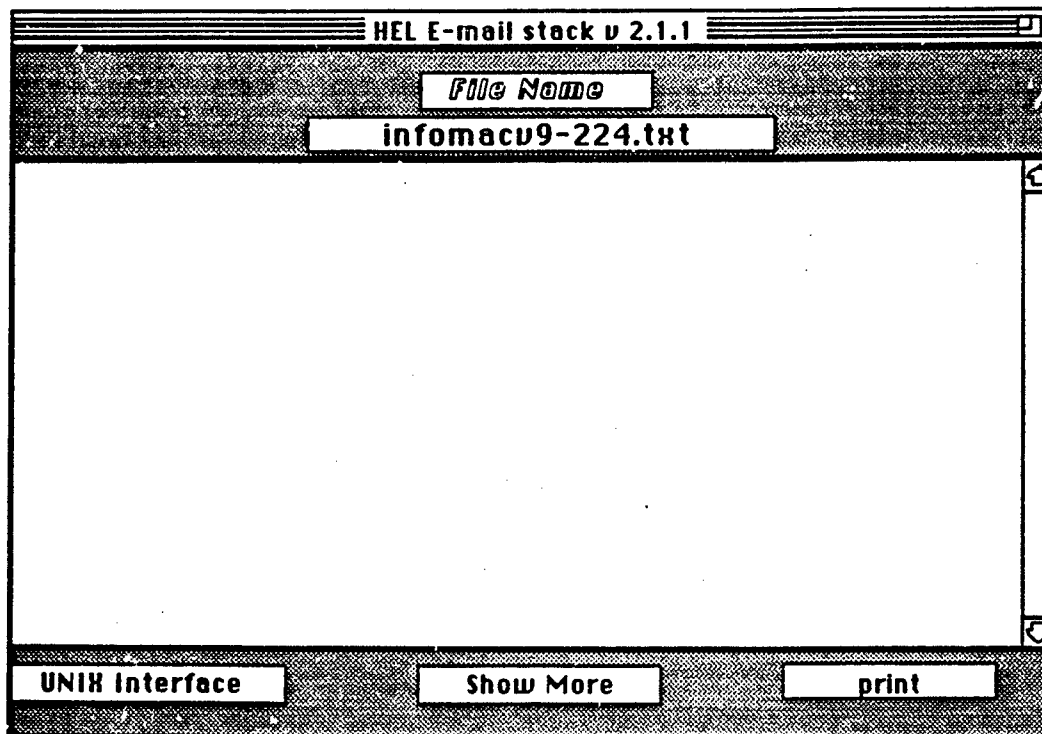 HEL E-mail stack v 2.1.1
File Name
infomacv9-224.txt
UNIX Interface
Show More
print